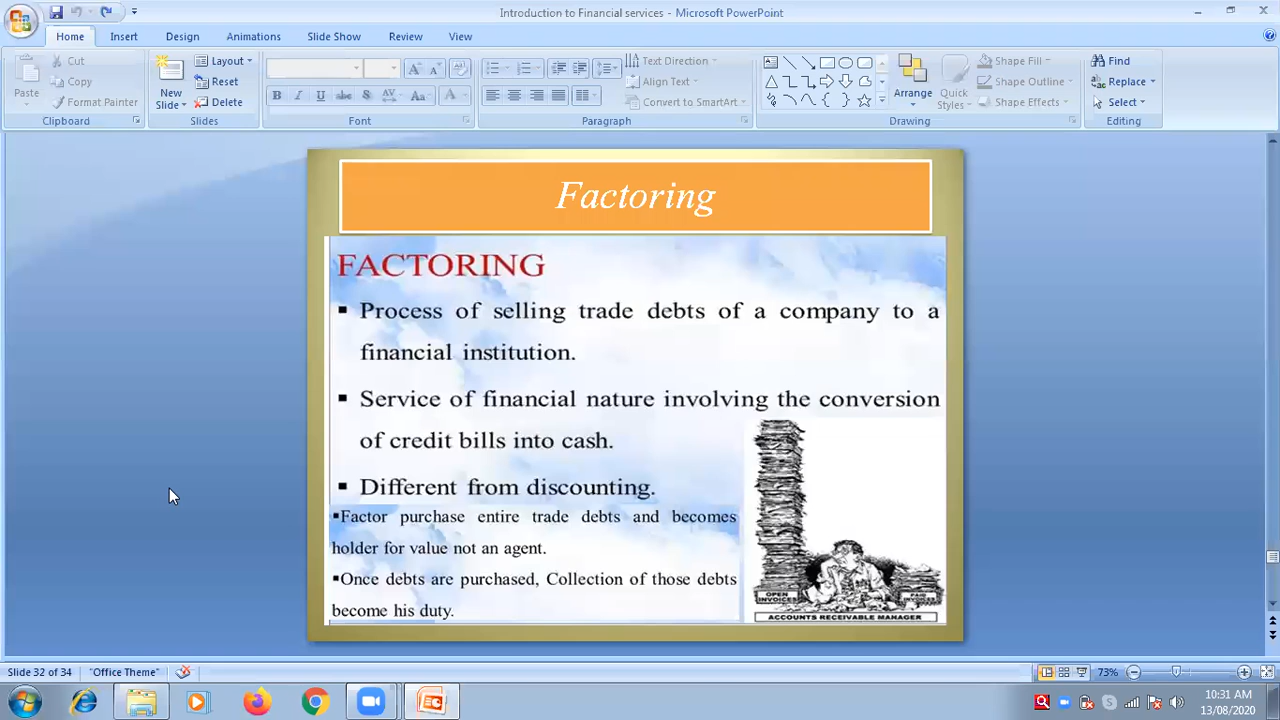 Introduction to Financial services - Microsoft PowerPoint
Home Insert Design Animations Slide Show Review View
Paste
Cut
Copy
Format Painter
Clipboard
New
Slide
Layout
Reset
Delete
Slides
Font
Text Direction
Align Text
Convert to SmartArt
Paragraph
Arrange
Quick
Styles
Shape Fill
Shape Outline
Shape Effects
Drawing
Find
Replace
Select
Editing
Factoring
FACTORING
▪ Process of selling trade debts of a company to a
financial institution.
▪ Service of financial nature involving the conversion
of credit bills into cash.
▪ Different from discounting.
▪Factor purchase entire trade debts and becomes
holder for value not an agent.
▪Once debts are purchased, Collection of those debts
become his duty.
OPEN
INVOICES
PAID
INVOICES
ACCOUNTS RECEIVABLE MANAGER
Slide 32 of 34 "Office Theme" 73%
10:31 AM
13/08/2020